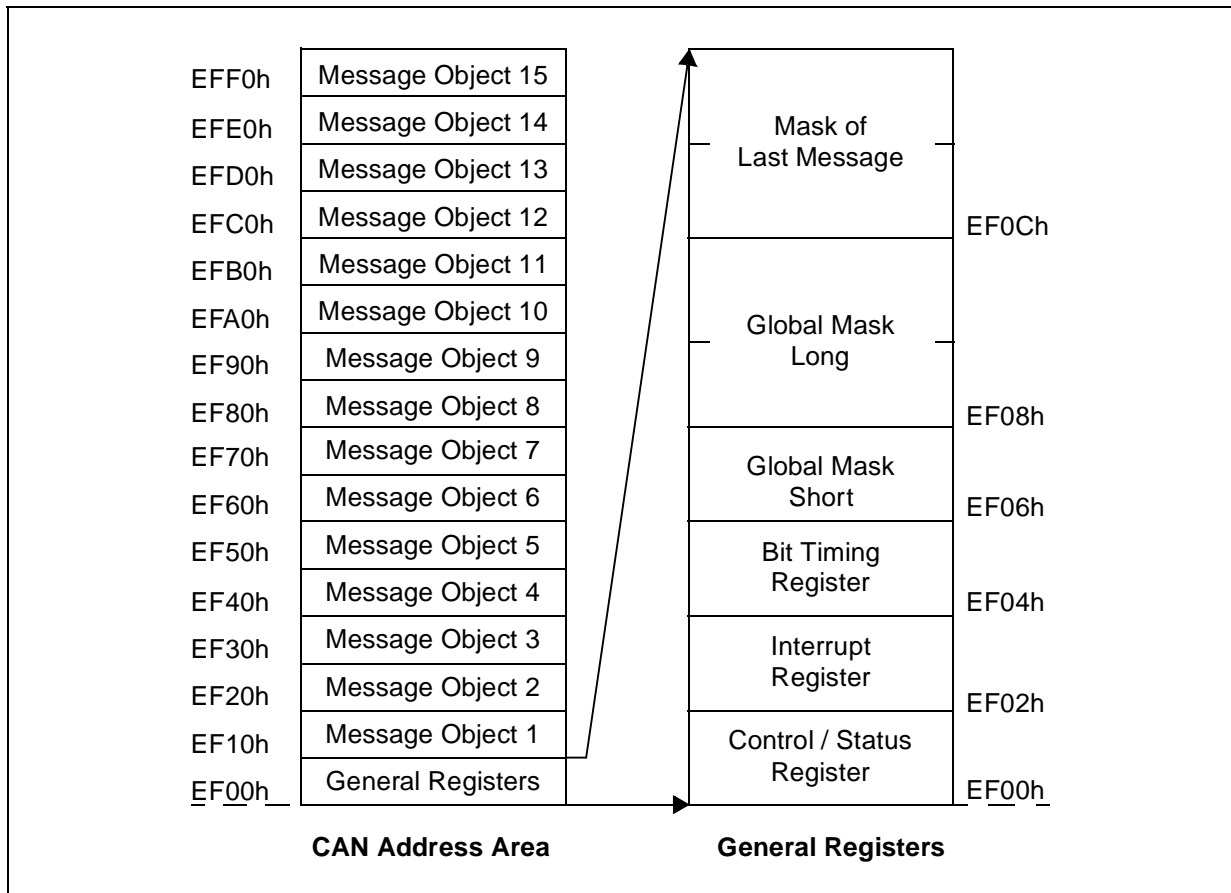 EFF0h Message Object 15
EFE0h Message Object 14
EFD0h Message Object 13
EFC0h Message Object 12
EFB0h Message Object 11
EFA0h Message Object 10
EF90h Message Object 9
EF80h Message Object 8
EF70h Message Object 7
EF60h Message Object 6
EF50h Message Object 5
EF40h Message Object 4
EF30h Message Object 3
EF20h Message Object 2
EF10h Message Object 1
EF00h General Registers
CAN Address Area
Mask of
Last Message
EF0Ch
Global Mask
Long
EF08h
Global Mask
Short
EF06h
Bit Timing
Register
EF04h
Interrupt
Register
EF02h
Control / Status
Register
EF00h
General Registers